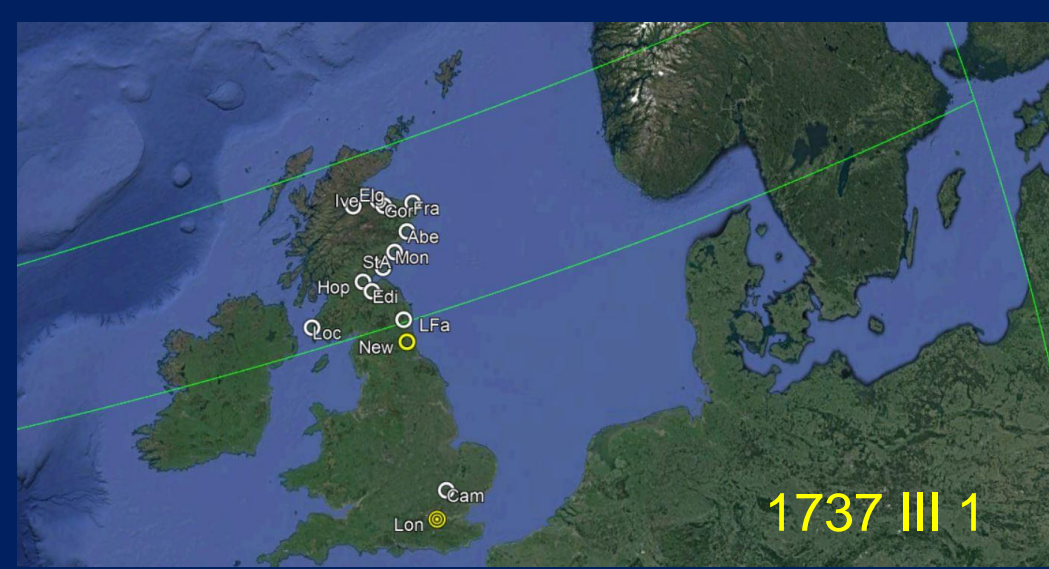 Ive
Elg
Gor
Fra
Abe
Mon
StA
Hop
Edi
LFa
Loc
New
Cam
Lon
1737 III 1